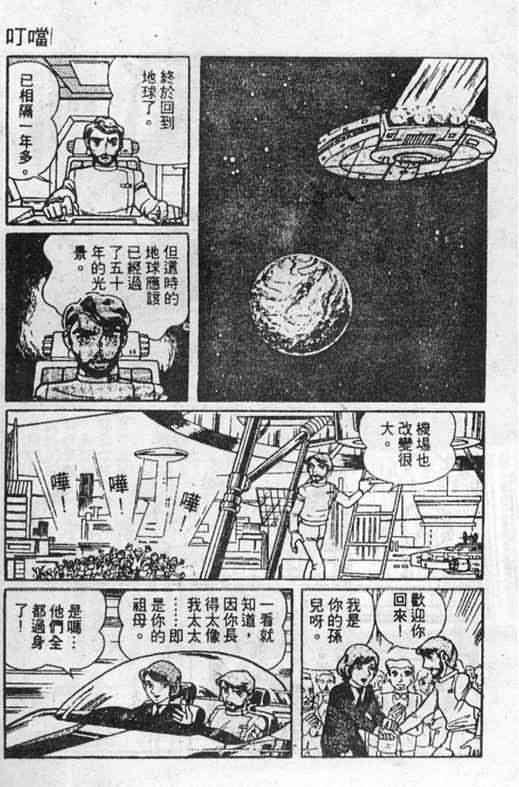 叮噹
終於回到
地球了。
已相隔一年多。
但這時的
地球應該
已經過
了五十
年的光
景。
機場也
改變很
大。
嘩!
嘩!
嘩!
歡迎你
回來!
我是
你的孫
兒呀。
一看就
知道,
因你長
得太像
我太太
……即
是你的
祖母。
是嗎…
他們全
都過身
了!